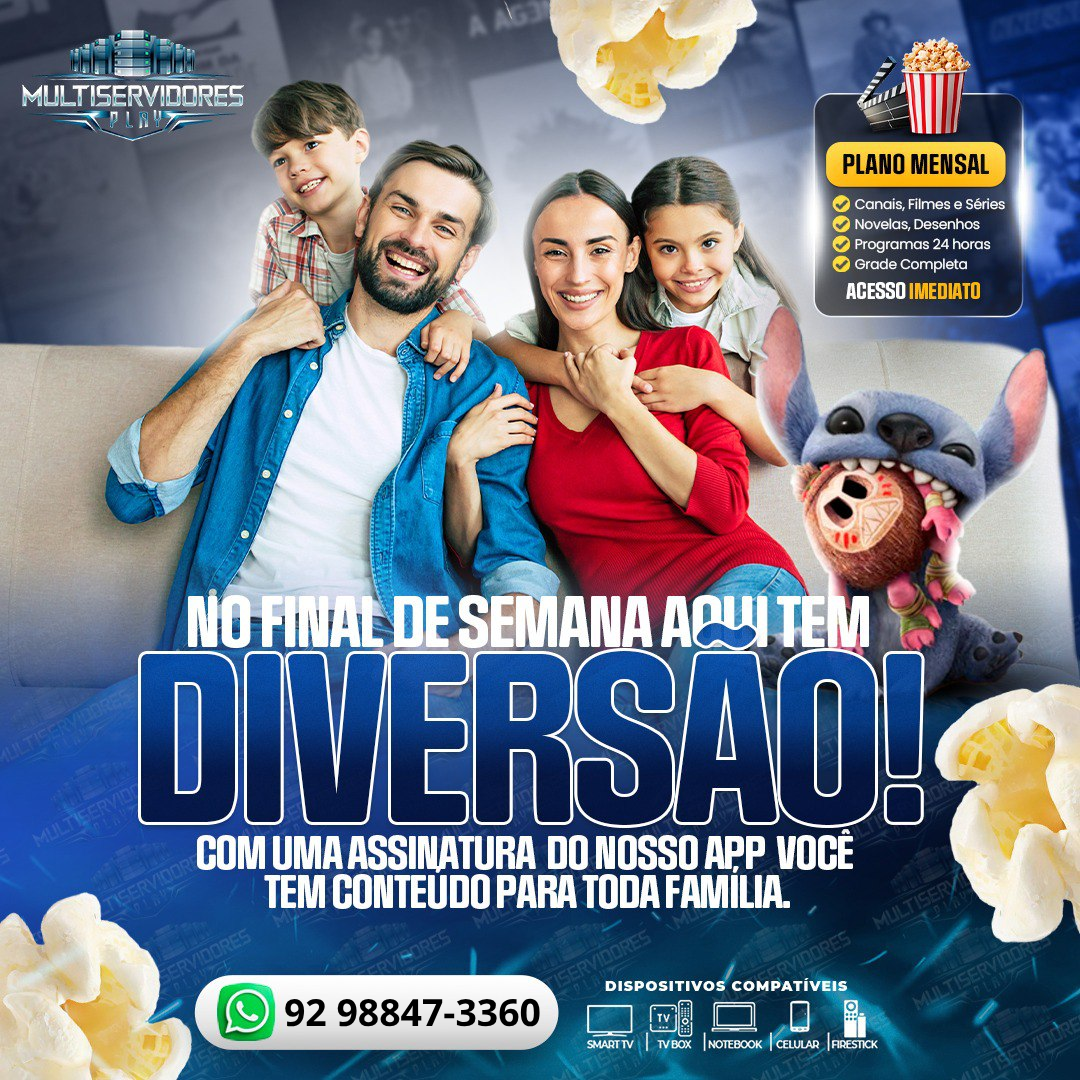 MULTISERVIDORES
PLAY
PLANO MENSAL
Canais, Filmes e Séries
Novelas, Desenhos
Programas 24 horas
Grade Completa
ACESSO IMEDIATO
NO FINAL DE SEMANA AQUI TEM
DIVERSÃO!
COM UMA ASSINATURA DO NOSSO APP VOCÊ
TEM CONTEÚDO PARA TODA FAMÍLIA.
92 98847-3360
DISPOSITIVOS COMPATÍVEIS
TV
SMART TV | TV BOX | NOTEBOOK | CELULAR | FIRESTICK